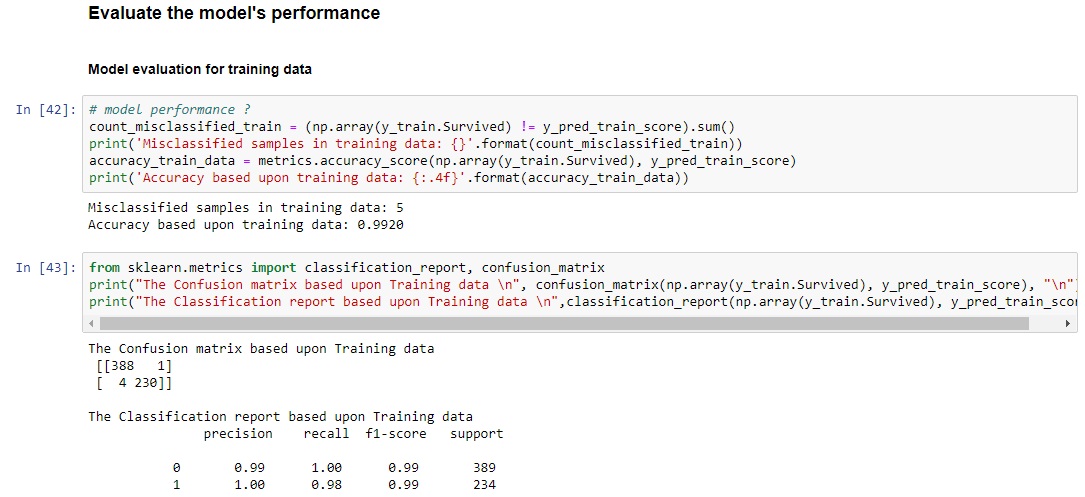 Evaluate the model's performance
Model evaluation for training data
In [42]: # model performance ?
count_misclassified_train = (np.array(y_train.Survived) != y_pred_train_score).sum()
print('Misclassified samples in training data: {}'.format(count_misclassified_train))
accuracy_train_data = metrics.accuracy_score(np.array(y_train.Survived), y_pred_train_score)
print('Accuracy based upon training data: {:.4f}'.format(accuracy_train_data))
Misclassified samples in training data: 5
Accuracy based upon training data: 0.9920
In [43]: from sklearn.metrics import classification_report, confusion_matrix
print("The Confusion matrix based upon Training data \n", confusion_matrix(np.array(y_train.Survived), y_pred_train_score), "\n")
print("The Classification report based upon Training data \n",classification_report(np.array(y_train.Survived), y_pred_train_scor
The Confusion matrix based upon Training data
[[388   1]
[  4 230]]
The Classification report based upon Training data
precision    recall  f1-score   support
0       0.99      1.00      0.99       389
1       1.00      0.98      0.99       234